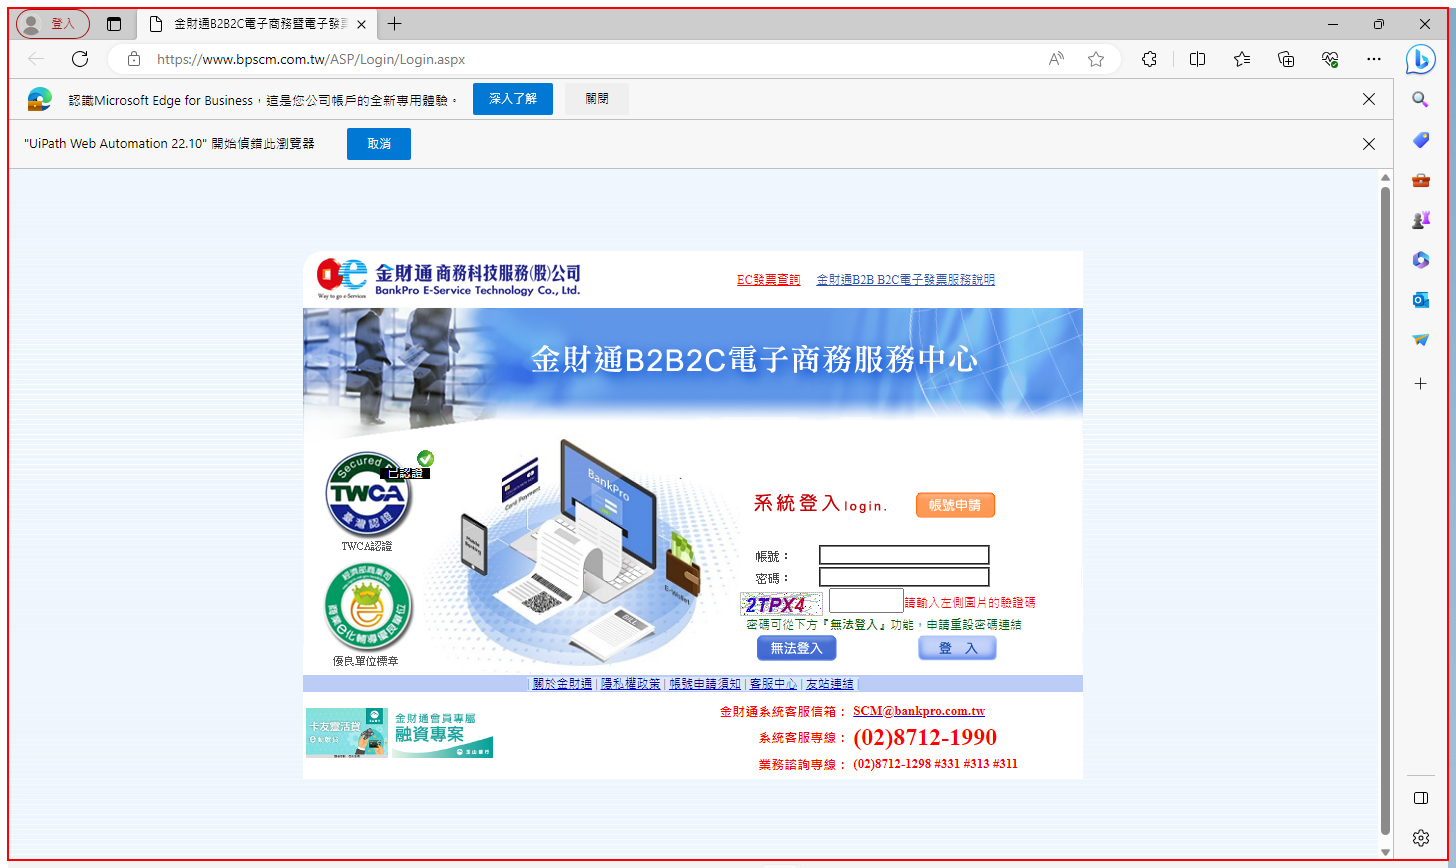 登入
金財通B2B2C電子商務暨電子發票
https://www.bpscm.com.tw/ASP/Login/Login.aspx
認識Microsoft Edge for Business，這是您公司帳戶的全新專用體驗。
深入了解
關閉
"UiPath Web Automation 22.10" 開始偵錯此瀏覽器
取消
Way to go e-Services
金財通商務科技服務(股)公司
BankPro E-Service Technology Co., Ltd.
EC發票查詢
金財通B2B B2C電子發票服務說明
金財通B2B2C電子商務服務中心
Secured
已認證
TWCA
臺灣認證
TWCA認證
經濟部商業司
商業e化輔導優良單位
優良單位標章
BankPro
Card Payment
Mobile Banking
E-Wallet
BILL
系統登入login.
帳號申請
帳號：
密碼：
2TPX4
請輸入左側圖片的驗證碼
密碼可從下方『無法登入』功能，申請重設密碼連結
無法登入
登 入
| 關於金財通 | 隱私權政策 | 帳號申請須知 | 客服中心 | 友站連結 |
卡友靈活貸
金財通會員專屬
融資專案
玉山銀行
金財通系統客服信箱： SCM@bankpro.com.tw
系統客服專線： (02)8712-1990
業務諮詢專線： (02)8712-1298 #331 #313 #311